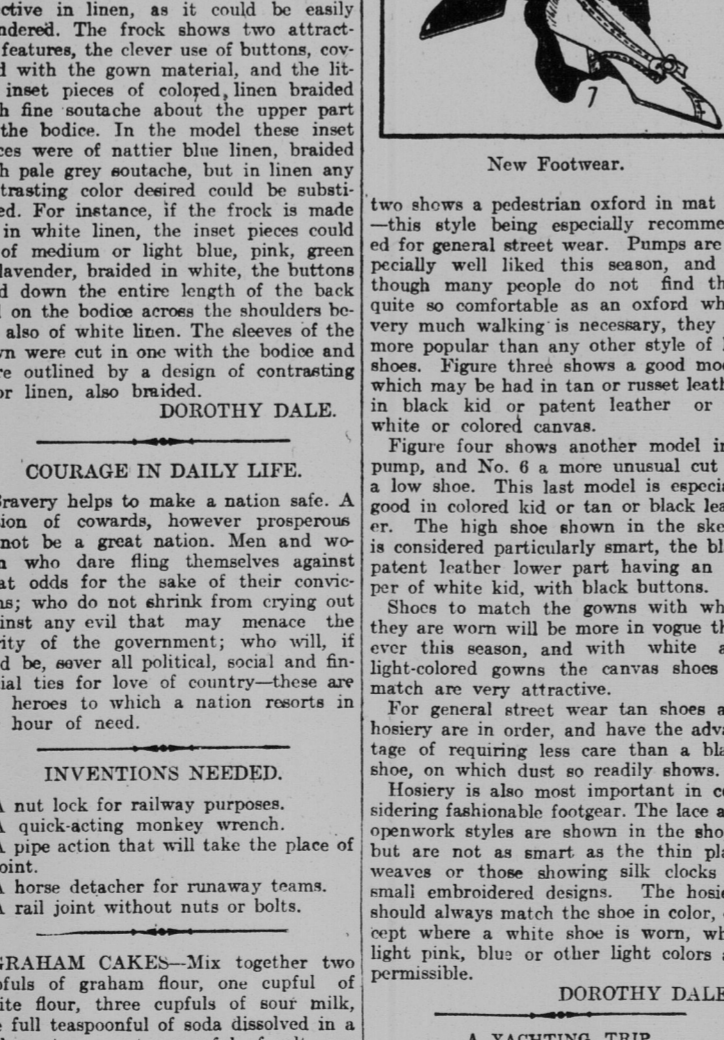 ctive in linen, as it could be easily
ndered. The frock shows two attract-
features, the clever use of buttons, cov-
d with the gown material, and the lit-
inset pieces of colored, linen braided
h fine soutache about the upper part
the bodice. In the model these inset
ces were of nattier blue linen, braided
h pale grey soutache, but in linen any
trasting color desired could be substi-
ed. For instance, if the frock is made
in white linen, the inset pieces could
of medium or light blue, pink, green
lavender, braided in white, the buttons
d down the entire length of the back
on the bodice across the shoulders be-
also of white linen. The sleeves of the
vn were cut in one with the bodice and
re outlined by a design of contrasting
or linen, also braided.
DOROTHY DALE.
COURAGE IN DAILY LIFE.
ravery helps to make a nation safe. A
ion of cowards, however prosperous
not be a great nation. Men and wo-
n who dare fling themselves against
at odds for the sake of their convic-
ns; who do not shrink from crying out
inst any evil that may menace the
rity of the government; who will, if
d be, sever all political, social and fin-
ial ties for love of country—these are
heroes to which a nation resorts in
hour of need.
INVENTIONS NEEDED.
A nut lock for railway purposes.
A quick-acting monkey wrench.
A pipe action that will take the place of
oint.
A horse detacher for runaway teams.
A rail joint without nuts or bolts.
GRAHAM CAKES—Mix together two
pfuls of graham flour, one cupful of
ite flour, three cupfuls of sour milk,
e full teaspoonful of soda dissolved in a
7
New Footwear.
two shows a pedestrian oxford in mat
—this style being especially recomme
ed for general street wear. Pumps are
pecially well liked this season, and
though many people do not find th
quite so comfortable as an oxford wh
very much walking is necessary, they
more popular than any other style of
shoes. Figure three shows a good mod
which may be had in tan or russet leath
in black kid or patent leather or
white or colored canvas.
Figure four shows another model in
pump, and No. 6 a more unusual cut
a low shoe. This last model is especia
good in colored kid or tan or black lea
er. The high shoe shown in the ske
is considered particularly smart, the bl
patent leather lower part having an
per of white kid, with black buttons.
Shoes to match the gowns with wh
they are worn will be more in vogue th
ever this season, and with white a
light-colored gowns the canvas shoes
match are very attractive.
For general street wear tan shoes a
hosiery are in order, and have the adva
tage of requiring less care than a bla
shoe, on which dust so readily shows.
Hosiery is also most important in co
sidering fashionable footgear. The lace a
openwork styles are shown in the sho
but are not as smart as the thin pla
weaves or those showing silk clocks
small embroidered designs. The hosie
should always match the shoe in color,
cept where a white shoe is worn, wh
light pink, blue or other light colors a
permissible.
DOROTHY DALE
A YACHTING TRIP